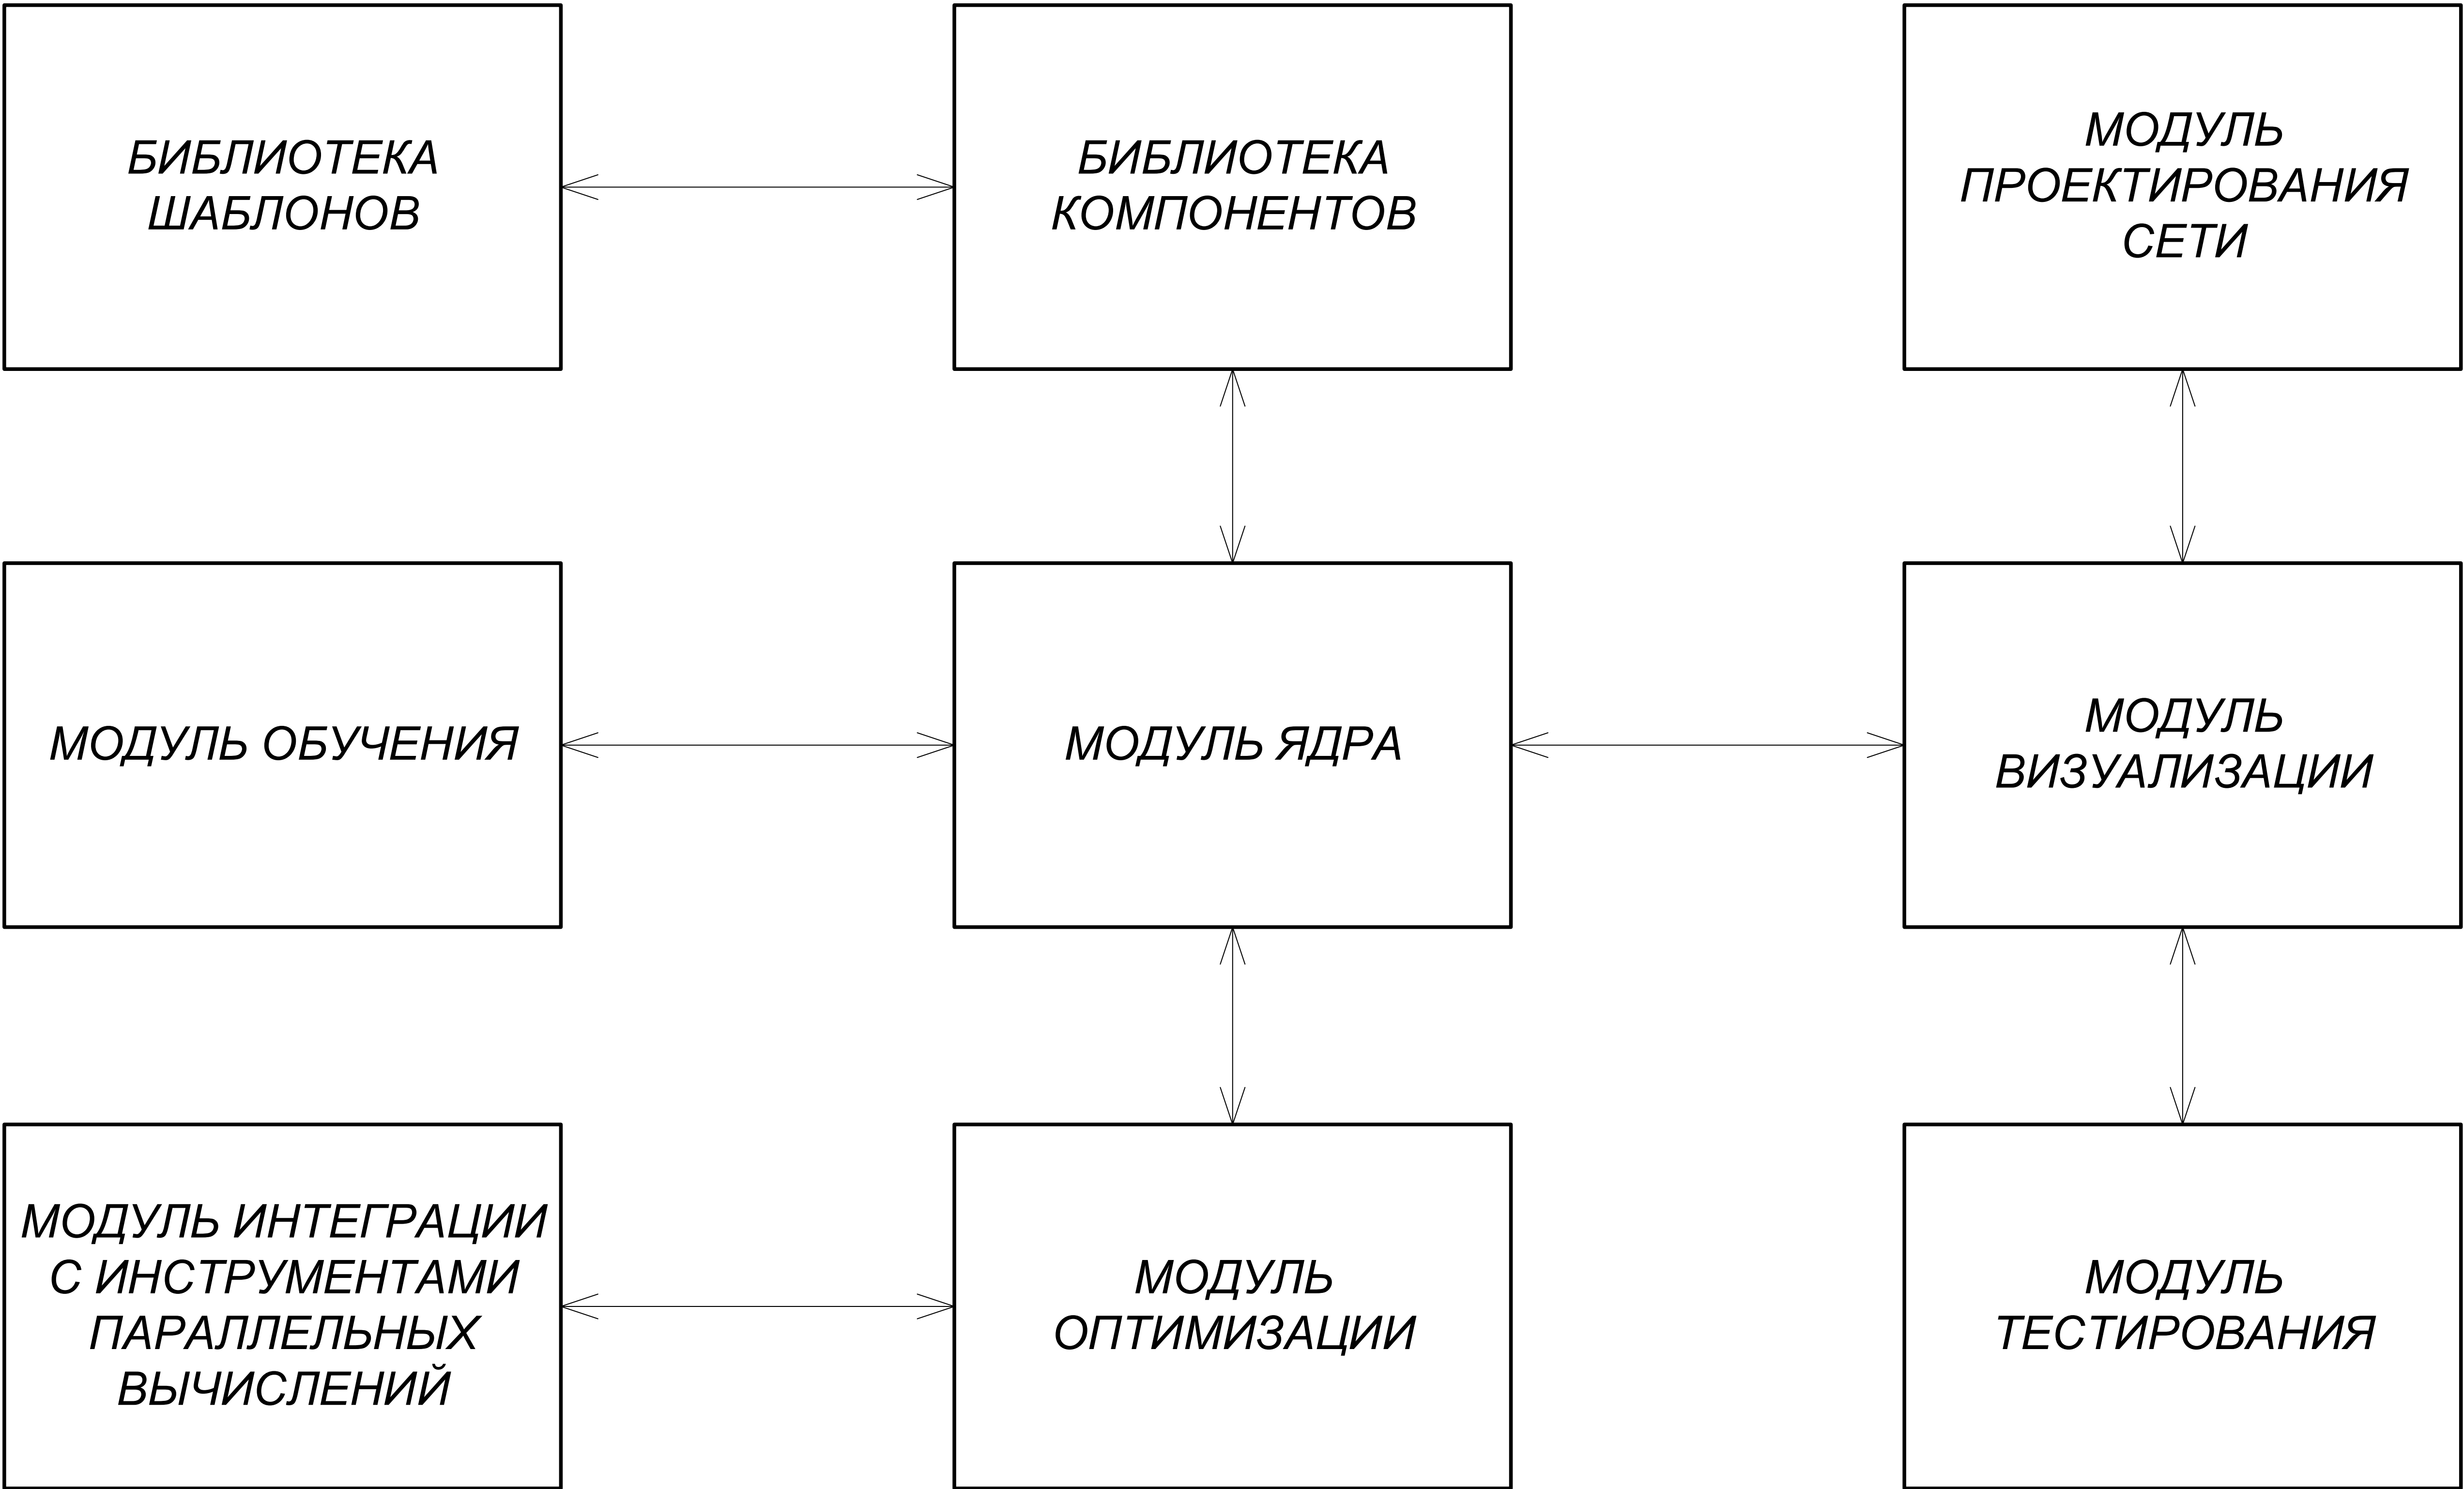 БИБЛИОТЕКА
ШАБЛОНОВ
БИБЛИОТЕКА
КОМПОНЕНТОВ
МОДУЛЬ
ПРОЕКТИРОВАНИЯ
СЕТИ
МОДУЛЬ ОБУЧЕНИЯ
МОДУЛЬ ЯДРА
МОДУЛЬ
ВИЗУАЛИЗАЦИИ
МОДУЛЬ ИНТЕГРАЦИИ
С ИНСТРУМЕНТАМИ
ПАРАЛЛЕЛЬНЫХ
ВЫЧИСЛЕНИЙ
МОДУЛЬ
ОПТИМИЗАЦИИ
МОДУЛЬ
ТЕСТИРОВАНИЯ